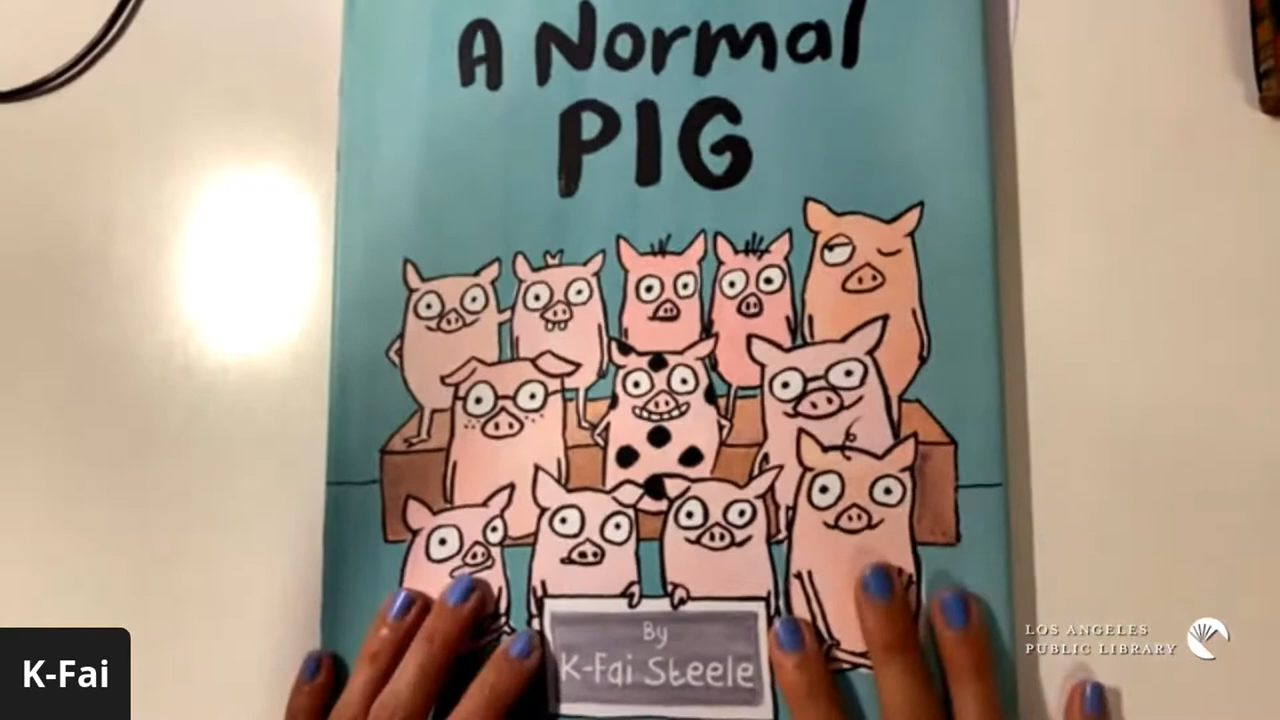 A Normal
PIG
By
K-Fai Steele
K-Fai
LOS ANGELES
PUBLIC LIBRARY